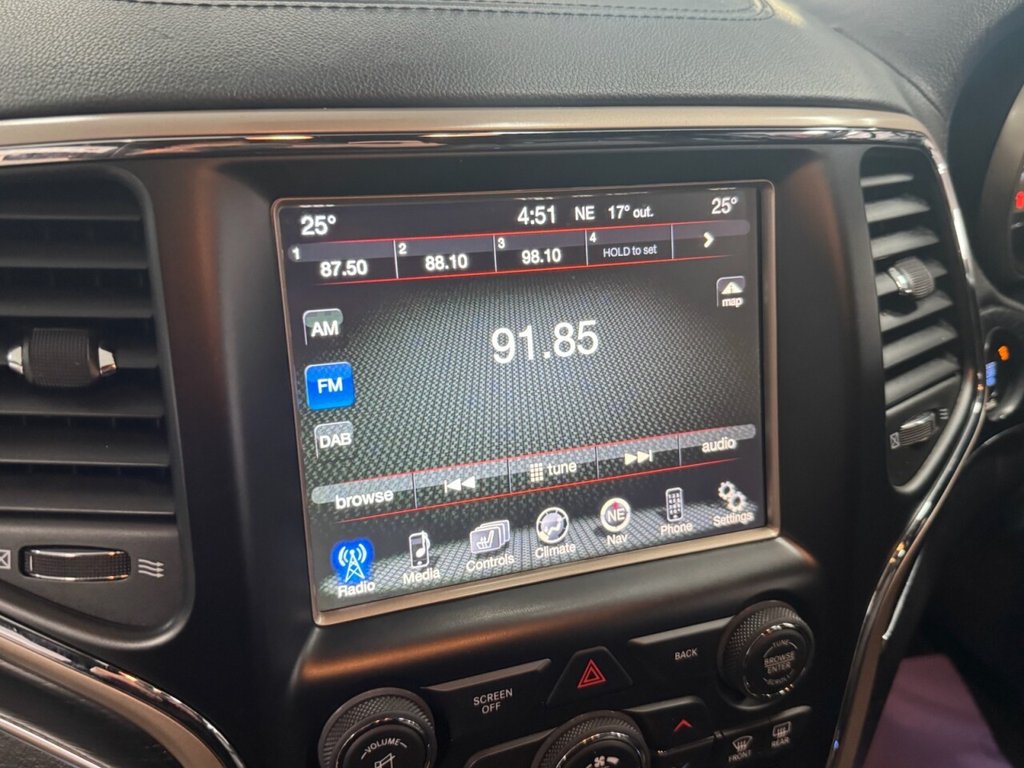 25° 4:51 NE 17° out. 25°
1 87.50 2 88.10 3 98.10 4 HOLD to set
map
AM
91.85
FM
DAB
browse tune audio
Radio Media Controls Climate NE Nav Phone Settings
SCREEN OFF
BACK
TUNE
BROWSE
ENTER
VOLUME
FRONT
REAR